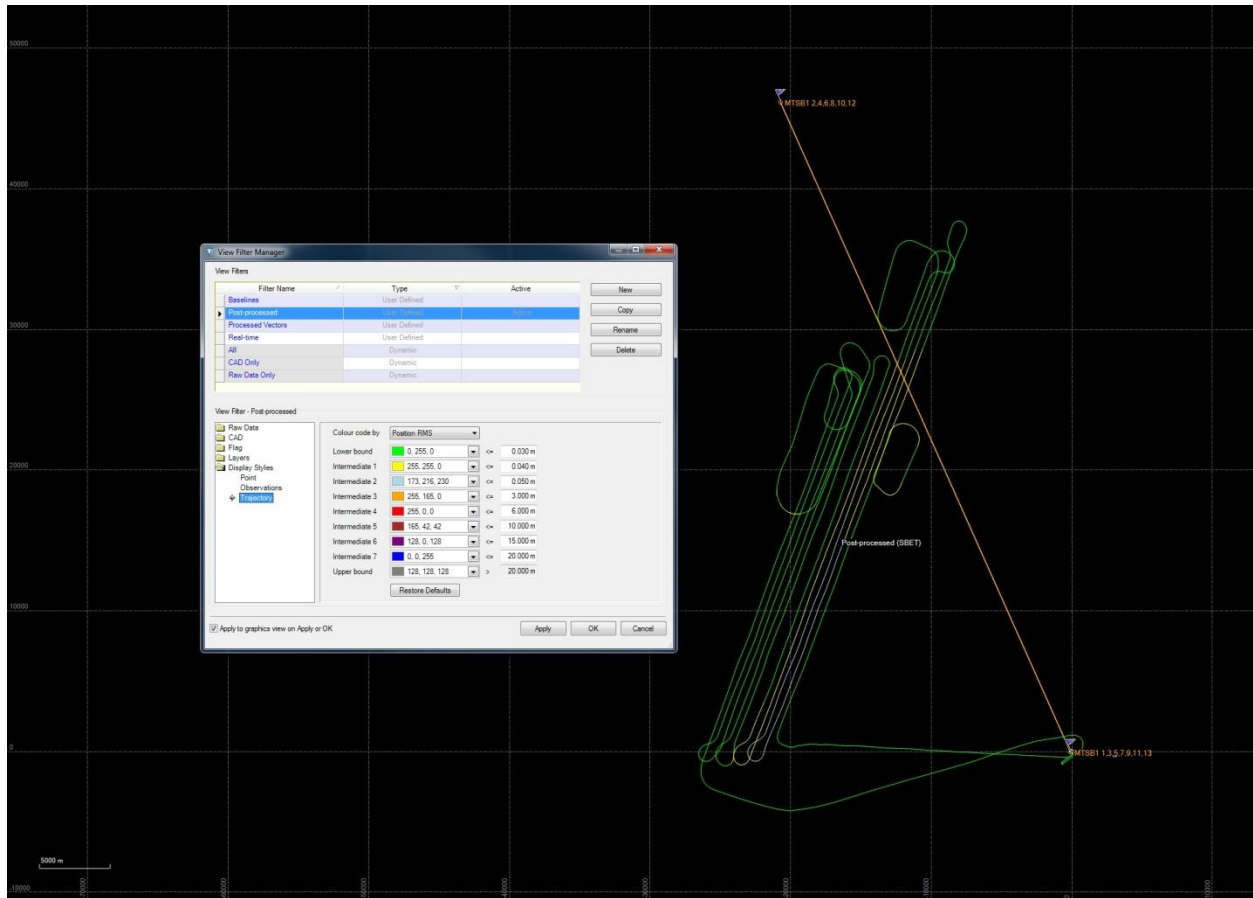 50000
MTSB1 2,4,6,8,10,12
40000
View Filter Manager
View Filters
Filter Name Type Active
Baselines User Defined
Post-processed User Defined Active
Processed Vectors User Defined
Real-time User Defined
All Dynamic
CAD Only Dynamic
Raw Data Only Dynamic
New
Copy
Rename
Delete
30000
View Filter - Post-processed
Raw Data
CAD
Flag
Layers
Display Styles
Point
Observations
Trajectory
Colour code by Position RMS
Lower bound 0, 255, 0 <= 0.030 m
Intermediate 1 255, 255, 0 <= 0.040 m
Intermediate 2 173, 216, 230 <= 0.050 m
Intermediate 3 255, 165, 0 <= 3.000 m
Intermediate 4 255, 0, 0 <= 6.000 m
Intermediate 5 165, 42, 42 <= 10.000 m
Intermediate 6 128, 0, 128 <= 15.000 m
Intermediate 7 0, 0, 255 <= 20.000 m
Upper bound 128, 128, 128 > 20.000 m
Restore Defaults
20000
Post-processed (SBET)
10000
Apply to graphics view on Apply or OK
Apply OK Cancel
0
MTSB1 1,3,5,7,9,11,13
5000 m